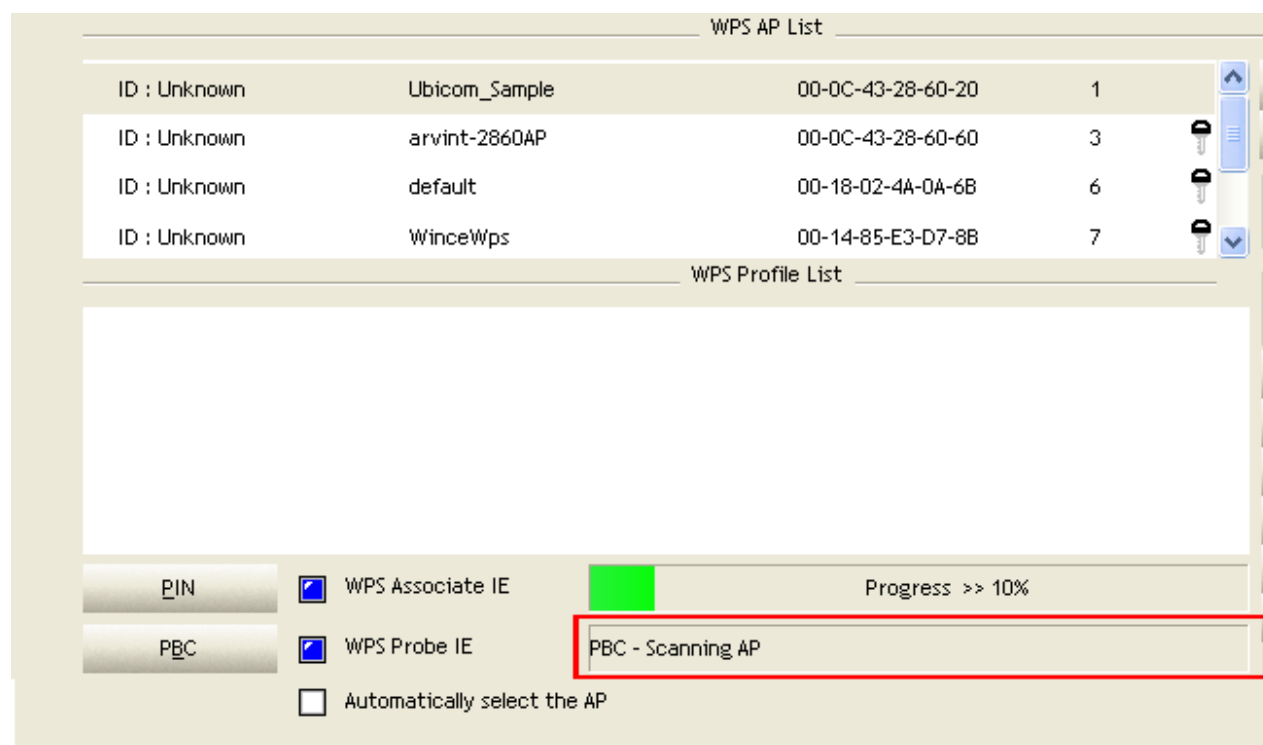 WPS AP List
ID : Unknown Ubicom_Sample 00-0C-43-28-60-20 1
ID : Unknown arvint-2860AP 00-0C-43-28-60-60 3
ID : Unknown default 00-18-02-4A-0A-6B 6
ID : Unknown WinceWps 00-14-85-E3-D7-8B 7
WPS Profile List
PIN WPS Associate IE Progress >> 10%
PBC WPS Probe IE PBC - Scanning AP
Automatically select the AP